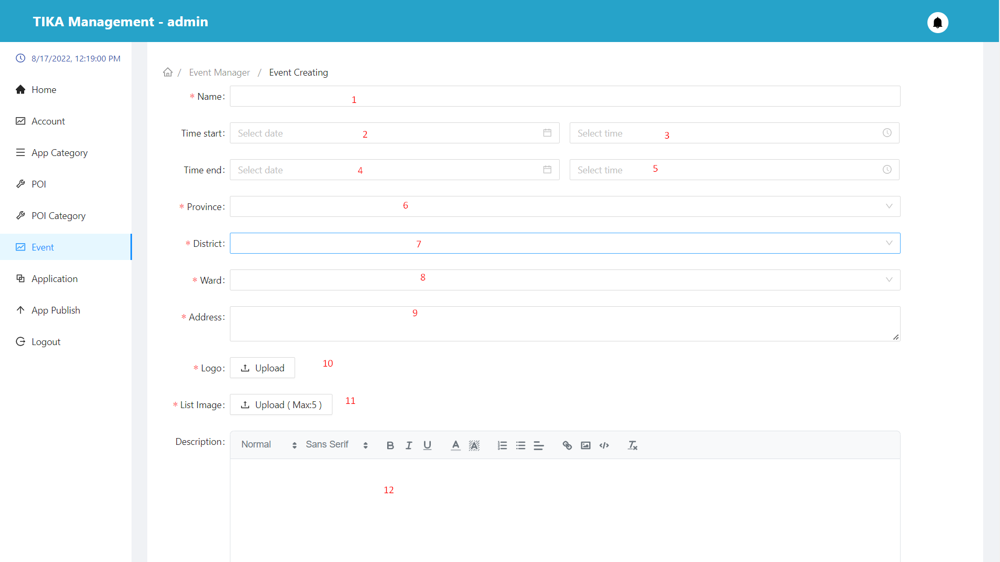 TIKA Management - admin
8/17/2022, 12:19:00 PM
Home
Account
App Category
POI
POI Category
Event
Application
App Publish
Logout
/ Event Manager / Event Creating
* Name: 1
Time start: Select date 2 Select time 3
Time end: Select date 4 Select time 5
* Province: 6
* District: 7
* Ward: 8
* Address: 9
* Logo: Upload 10
* List Image: Upload ( Max:5 ) 11
Description: Normal Sans Serif B I U A A
12